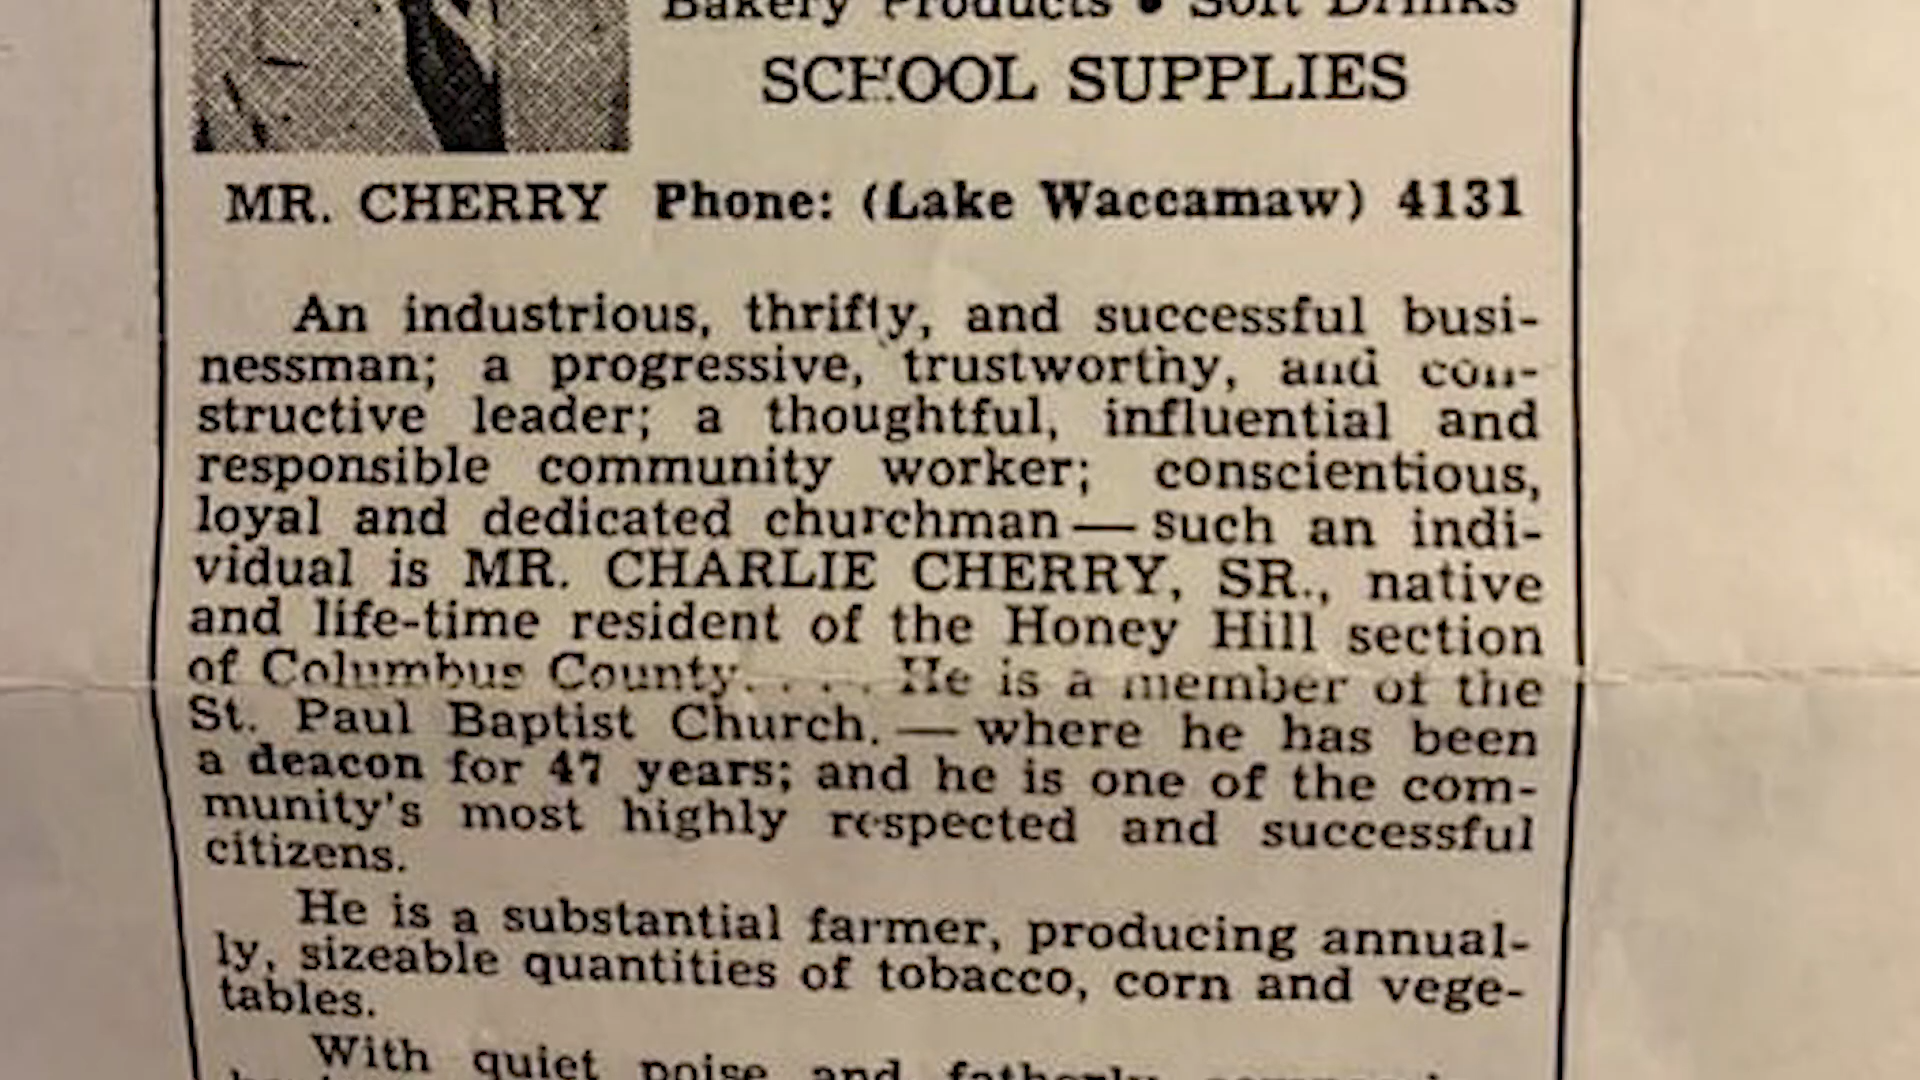 Bakery Products • Soft Drinks
SCHOOL SUPPLIES
MR. CHERRY Phone: (Lake Waccamaw) 4131
An industrious, thrifty, and successful busi-
nessman; a progressive, trustworthy, and con-
structive leader; a thoughtful, influential and
responsible community worker; conscientious,
loyal and dedicated churchman — such an indi-
vidual is MR. CHARLIE CHERRY, SR., native
and life-time resident of the Honey Hill section
of Columbus County. . . . . He is a member of the
St. Paul Baptist Church. — where he has been
a deacon for 47 years; and he is one of the com-
munity's most highly respected and successful
citizens.
He is a substantial farmer, producing annual-
ly, sizeable quantities of tobacco, corn and vege-
tables.
With quiet poise and fatherly